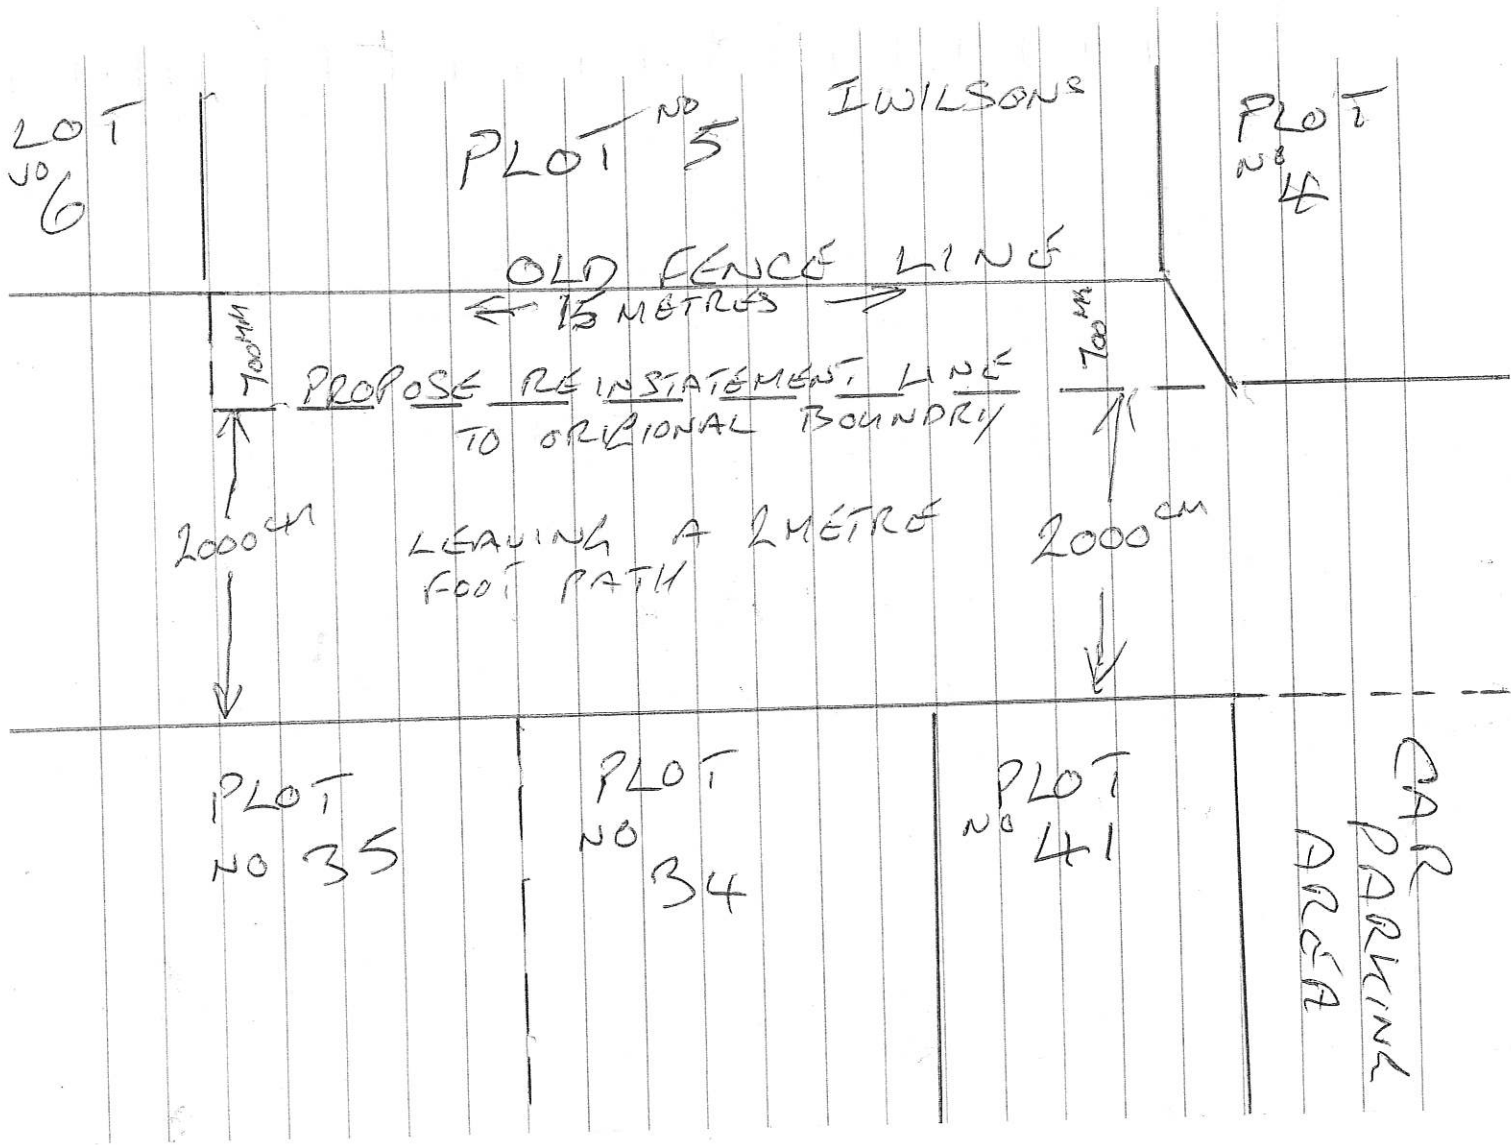 LOT
NO
6
PLOT NO 5
I WILSONS
PLOT
NO
4
OLD FENCE LINE
15 METRES
700MM
700MM
PROPOSE REINSTATEMENT LINE
TO ORIGIONAL BOUNDRY
2000CM
LEAVING A 2 METRE
FOOT PATH
2000CM
PLOT
NO 35
PLOT
NO
34
PLOT
NO 41
CAR
PARKING
AREA